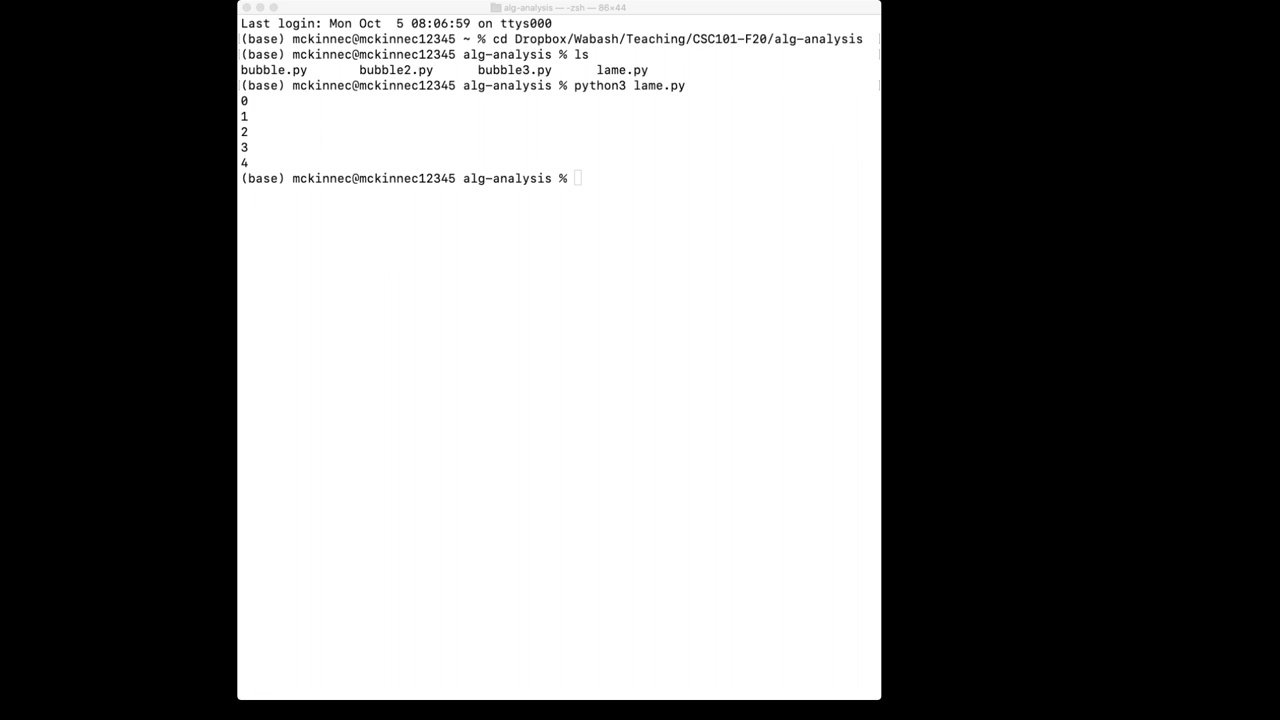 alg-analysis — -zsh — 86×44
Last login: Mon Oct  5 08:06:59 on ttys000
(base) mckinnec@mckinnec12345 ~ % cd Dropbox/Wabash/Teaching/CSC101-F20/alg-analysis
(base) mckinnec@mckinnec12345 alg-analysis % ls
bubble.py       bubble2.py      bubble3.py      lame.py
(base) mckinnec@mckinnec12345 alg-analysis % python3 lame.py
0
1
2
3
4
(base) mckinnec@mckinnec12345 alg-analysis %